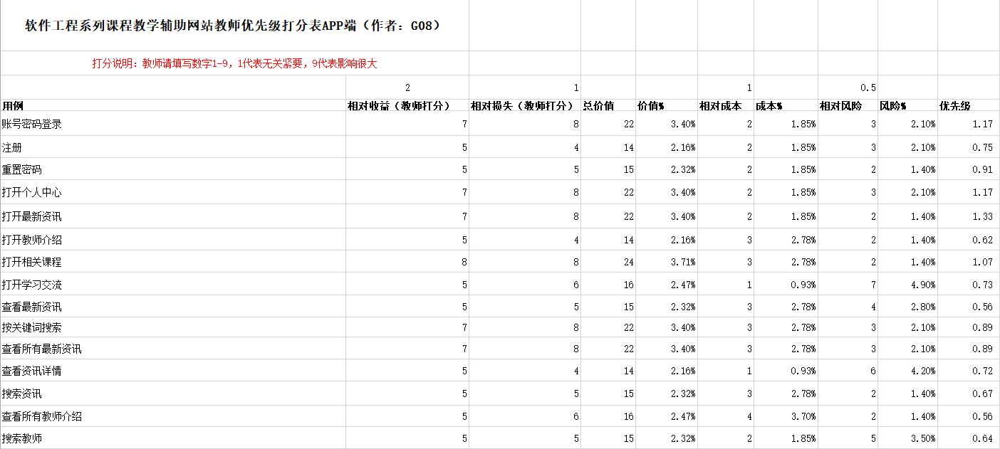 软件工程系列课程教学辅助网站教师优先级打分表APP端（作者：G08）
打分说明：教师请填写数字1-9，1代表无关紧要，9代表影响很大
2 1 1 0.5
用例 相对收益（教师打分） 相对损失（教师打分） 总价值 价值% 相对成本 成本% 相对风险 风险% 优先级
账号密码登录 7 8 22 3.40% 2 1.85% 3 2.10% 1.17
注册 5 4 14 2.16% 2 1.85% 3 2.10% 0.75
重置密码 5 5 15 2.32% 2 1.85% 2 1.40% 0.91
打开个人中心 7 8 22 3.40% 2 1.85% 3 2.10% 1.17
打开最新资讯 7 8 22 3.40% 2 1.85% 2 1.40% 1.33
打开教师介绍 5 4 14 2.16% 3 2.78% 2 1.40% 0.62
打开相关课程 8 8 24 3.71% 3 2.78% 2 1.40% 1.07
打开学习交流 5 6 16 2.47% 1 0.93% 7 4.90% 0.73
查看最新资讯 5 5 15 2.32% 3 2.78% 4 2.80% 0.56
按关键词搜索 7 8 22 3.40% 3 2.78% 3 2.10% 0.89
查看所有最新资讯 7 8 22 3.40% 3 2.78% 3 2.10% 0.89
查看资讯详情 5 4 14 2.16% 1 0.93% 6 4.20% 0.72
搜索资讯 5 5 15 2.32% 3 2.78% 2 1.40% 0.67
查看所有教师介绍 5 6 16 2.47% 4 3.70% 2 1.40% 0.56
搜索教师 5 5 15 2.32% 2 1.85% 5 3.50% 0.64